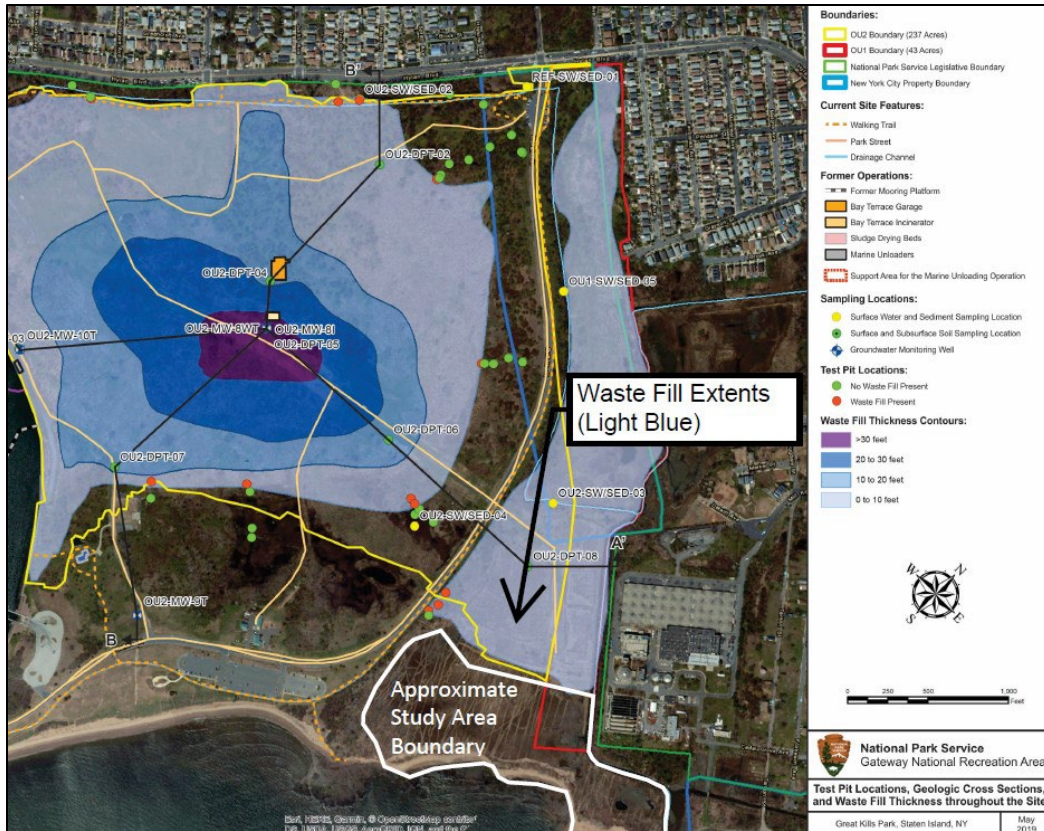 Hylan Blvd
B'
REF-SW/SED-01
OU2-SW/SED-02
OU2-DPT-02
OU2-DPT-04
OU1-SW/SED-05
OU2-MW-8WT
OU2-MW-8I
OU2-DPT-05
-03
OU2-MW-10T
Waste Fill Extents
(Light Blue)
OU2-DPT-06
OU2-DPT-07
OU2-SW/SED-03
OU2-SW/SED-04
A'
OU2-DPT-08
OU2-MW-9T
B
Approximate
Study Area
Boundary
Boundaries:
OU2 Boundary (237 Acres)
OU1 Boundary (43 Acres)
National Park Service Legislative Boundary
New York City Property Boundary
Current Site Features:
Walking Trail
Park Street
Drainage Channel
Former Operations:
Former Mooring Platform
Bay Terrace Garage
Bay Terrace Incinerator
Sludge Drying Beds
Marine Unloaders
Support Area for the Marine Unloading Operation
Sampling Locations:
Surface Water and Sediment Sampling Location
Surface and Subsurface Soil Sampling Location
Groundwater Monitoring Well
Test Pit Locations:
No Waste Fill Present
Waste Fill Present
Waste Fill Thickness Contours:
>30 feet
20 to 30 feet
10 to 20 feet
0 to 10 feet
W N
S E
0 250 500 1,000
Feet
National Park Service
Gateway National Recreation Area
Test Pit Locations, Geologic Cross Sections,
and Waste Fill Thickness throughout the Site
Great Kills Park, Staten Island, NY
May
2019
Esri, HERE, Garmin, © OpenStreetMap